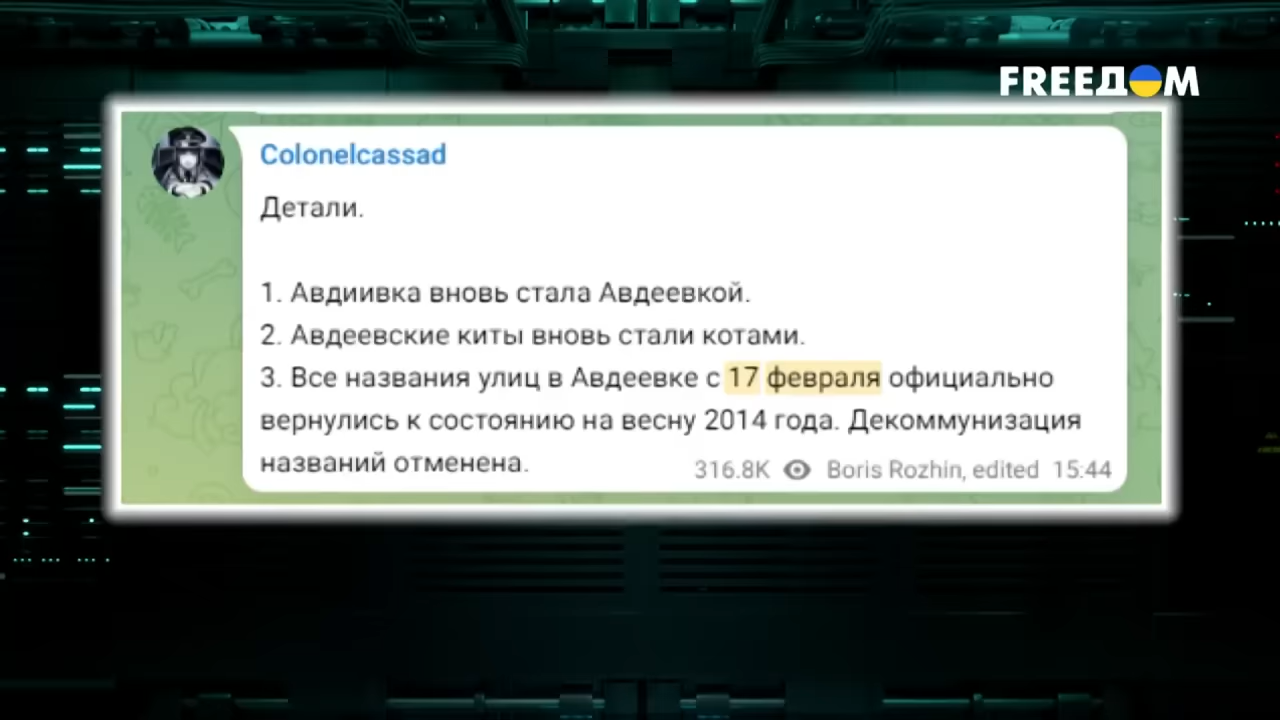 FREEДОМ
Colonelcassad
Детали.
1. Авдиивка вновь стала Авдеевкой.
2. Авдеевские киты вновь стали котами.
3. Все названия улиц в Авдеевке с 17 февраля официально
вернулись к состоянию на весну 2014 года. Декоммунизация
названий отменена.
316.8K Boris Rozhin, edited 15:44